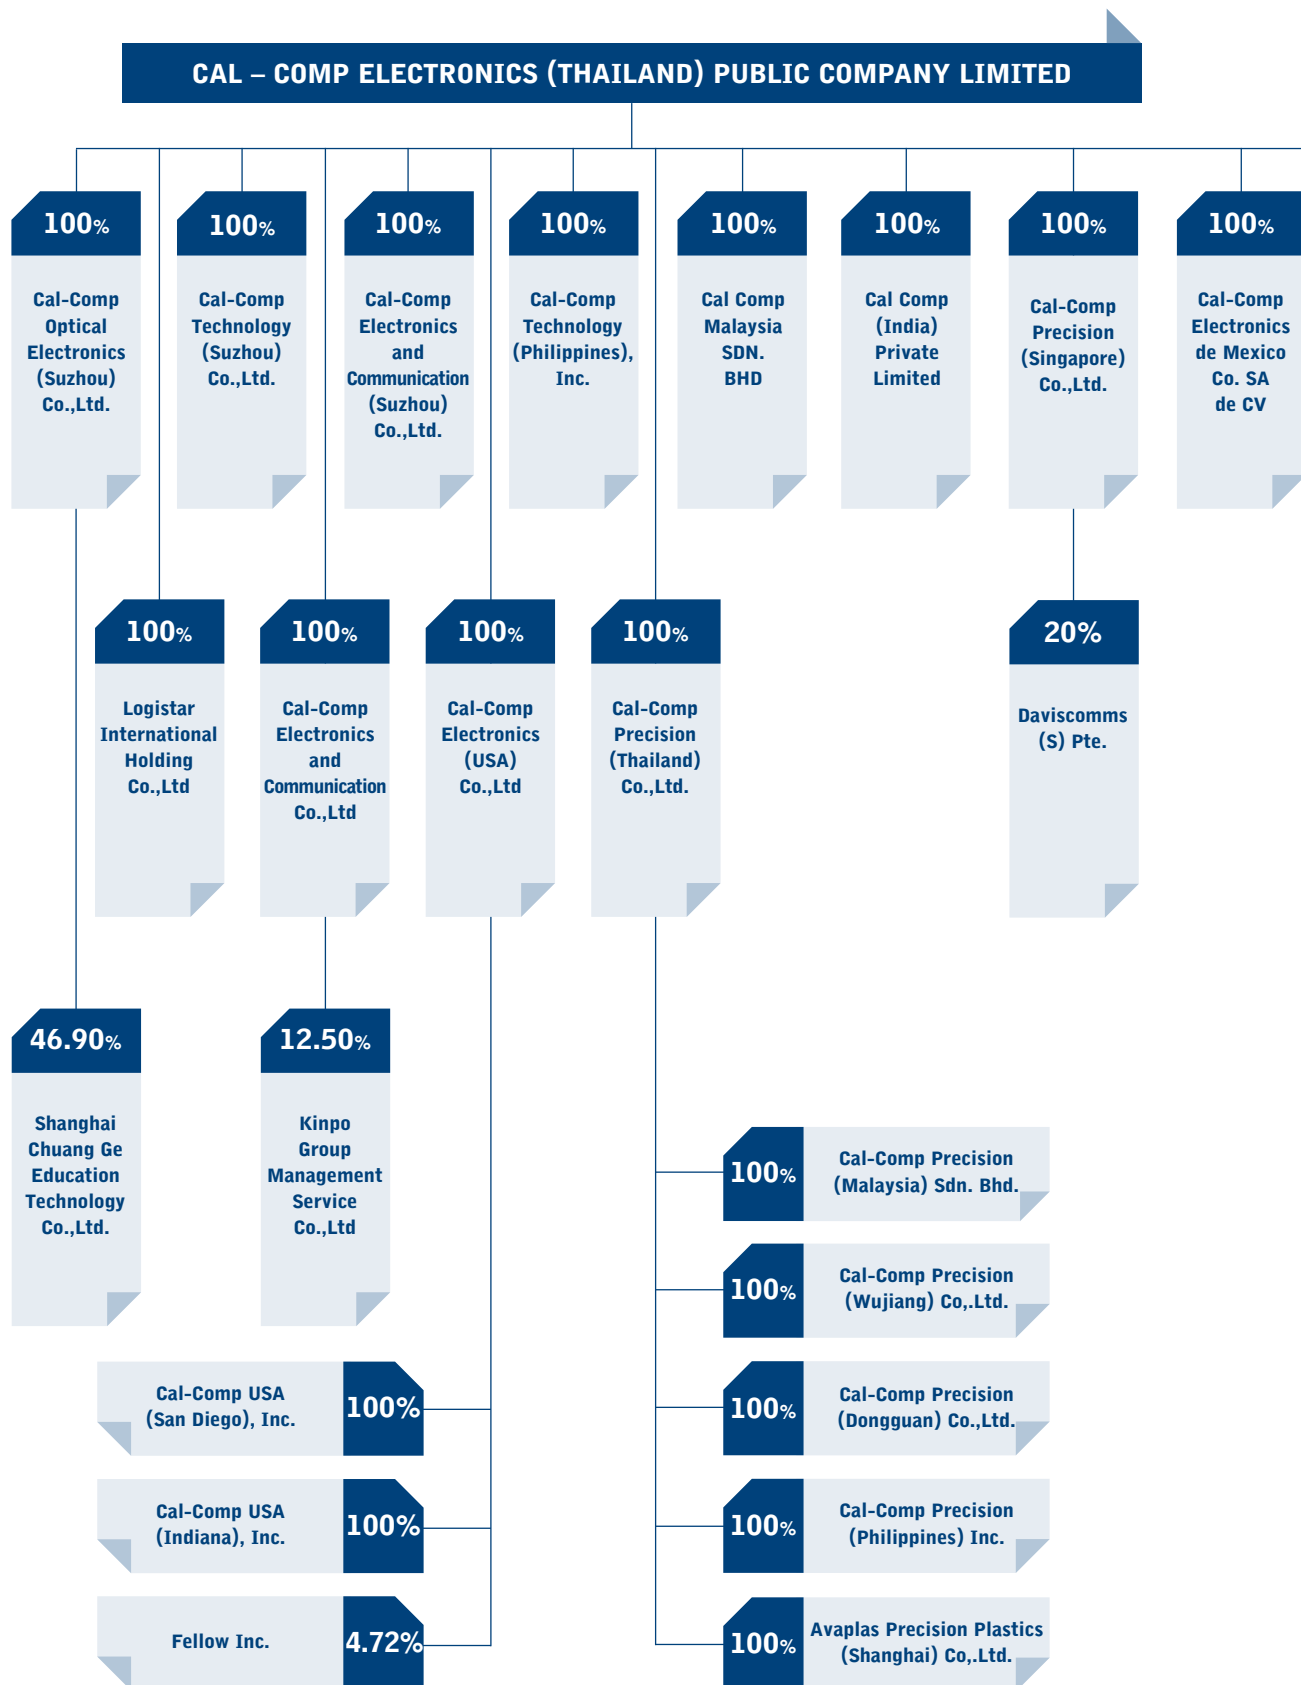 CAL – COMP ELECTRONICS (THAILAND) PUBLIC COMPANY LIMITED
100%
Cal-Comp
Optical
Electronics
(Suzhou)
Co.,Ltd.
100%
Cal-Comp
Technology
(Suzhou)
Co.,Ltd.
100%
Cal-Comp
Electronics
and
Communication
(Suzhou)
Co.,Ltd.
100%
Cal-Comp
Technology
(Philippines),
Inc.
100%
Cal Comp
Malaysia
SDN.
BHD
100%
Cal Comp
(India)
Private
Limited
100%
Cal-Comp
Precision
(Singapore)
Co.,Ltd.
100%
Cal-Comp
Electronics
de Mexico
Co. SA
de CV
100%
Logistar
International
Holding
Co.,Ltd
100%
Cal-Comp
Electronics
and
Communication
Co.,Ltd
100%
Cal-Comp
Electronics
(USA)
Co.,Ltd
100%
Cal-Comp
Precision
(Thailand)
Co.,Ltd.
20%
Daviscomms
(S) Pte.
46.90%
Shanghai
Chuang Ge
Education
Technology
Co.,Ltd.
12.50%
Kinpo
Group
Management
Service
Co.,Ltd
100%
Cal-Comp Precision
(Malaysia) Sdn. Bhd.
100%
Cal-Comp Precision
(Wujiang) Co,.Ltd.
Cal-Comp USA
(San Diego), Inc.
100%
100%
Cal-Comp Precision
(Dongguan) Co.,Ltd.
Cal-Comp USA
(Indiana), Inc.
100%
100%
Cal-Comp Precision
(Philippines) Inc.
Fellow Inc.
4.72%
100%
Avaplas Precision Plastics
(Shanghai) Co,.Ltd.